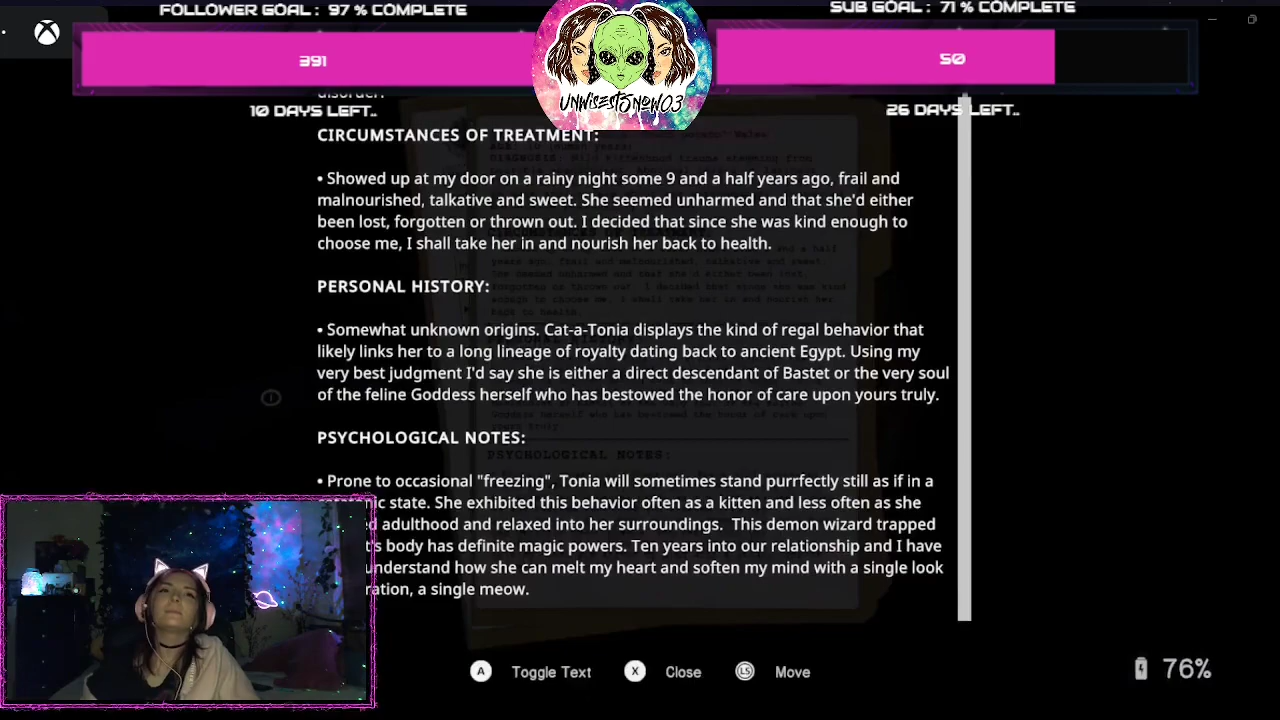 FOLLOWER GOAL : 97 % COMPLETE
SUB GOAL : 71 % COMPLETE
391
50
UNWISESTSNOW03
disorder.
10 DAYS LEFT..
26 DAYS LEFT..
CIRCUMSTANCES OF TREATMENT:
• Showed up at my door on a rainy night some 9 and a half years ago, frail and
malnourished, talkative and sweet. She seemed unharmed and that she'd either
been lost, forgotten or thrown out. I decided that since she was kind enough to
choose me, I shall take her in and nourish her back to health.
PERSONAL HISTORY:
• Somewhat unknown origins. Cat-a-Tonia displays the kind of regal behavior that
likely links her to a long lineage of royalty dating back to ancient Egypt. Using my
very best judgment I'd say she is either a direct descendant of Bastet or the very soul
of the feline Goddess herself who has bestowed the honor of care upon yours truly.
PSYCHOLOGICAL NOTES:
• Prone to occasional "freezing", Tonia will sometimes stand purrfectly still as if in a
state. She exhibited this behavior often as a kitten and less often as she
adulthood and relaxed into her surroundings. This demon wizard trapped
body has definite magic powers. Ten years into our relationship and I have
understand how she can melt my heart and soften my mind with a single look
a single meow.
A Toggle Text X Close LS Move
76%